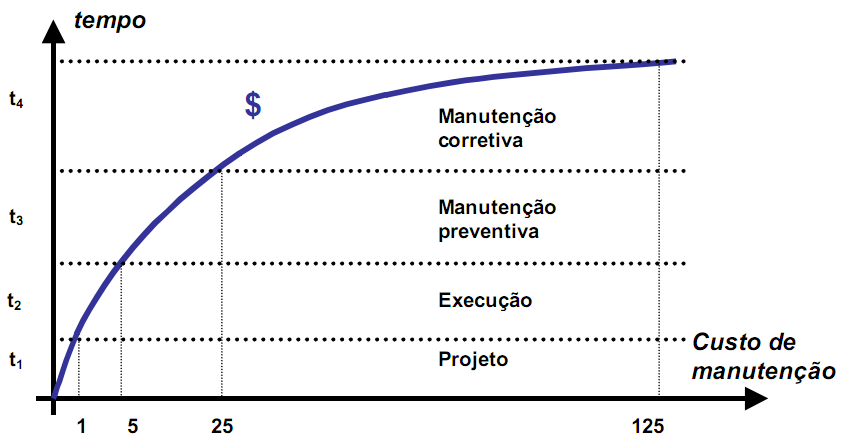 tempo
t4
$
Manutenção
corretiva
t3
Manutenção
preventiva
t2
Execução
t1
Projeto
Custo de
manutenção
1 5 25 125